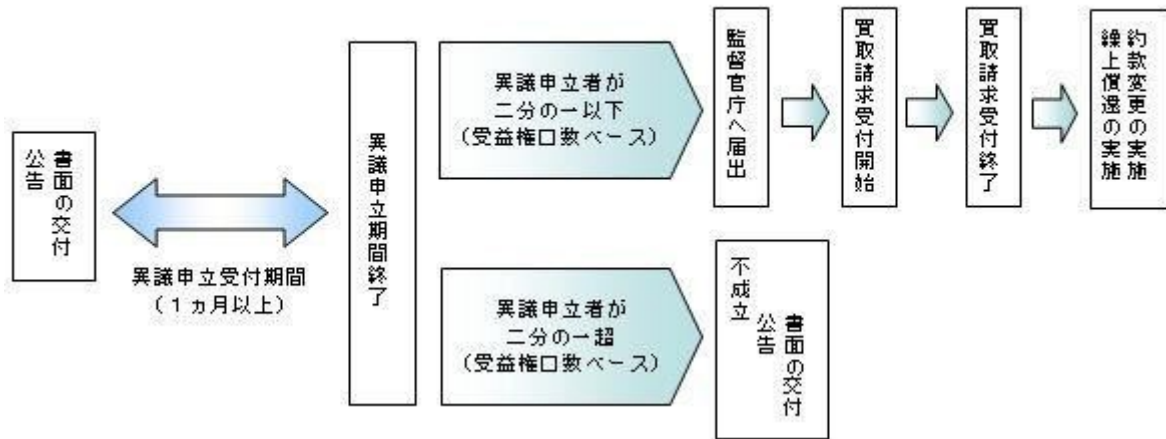 書面の交付
公告
異議申立受付期間
(1ヵ月以上)
異議申立期間終了
異議申立者が
二分の一以下
(受益権口数ベース)
監督官庁へ届出
買取請求受付開始
買取請求受付終了
約款変更の実施
繰上償還の実施
異議申立者が
二分の一超
(受益権口数ベース)
不成立
書面の交付
公告